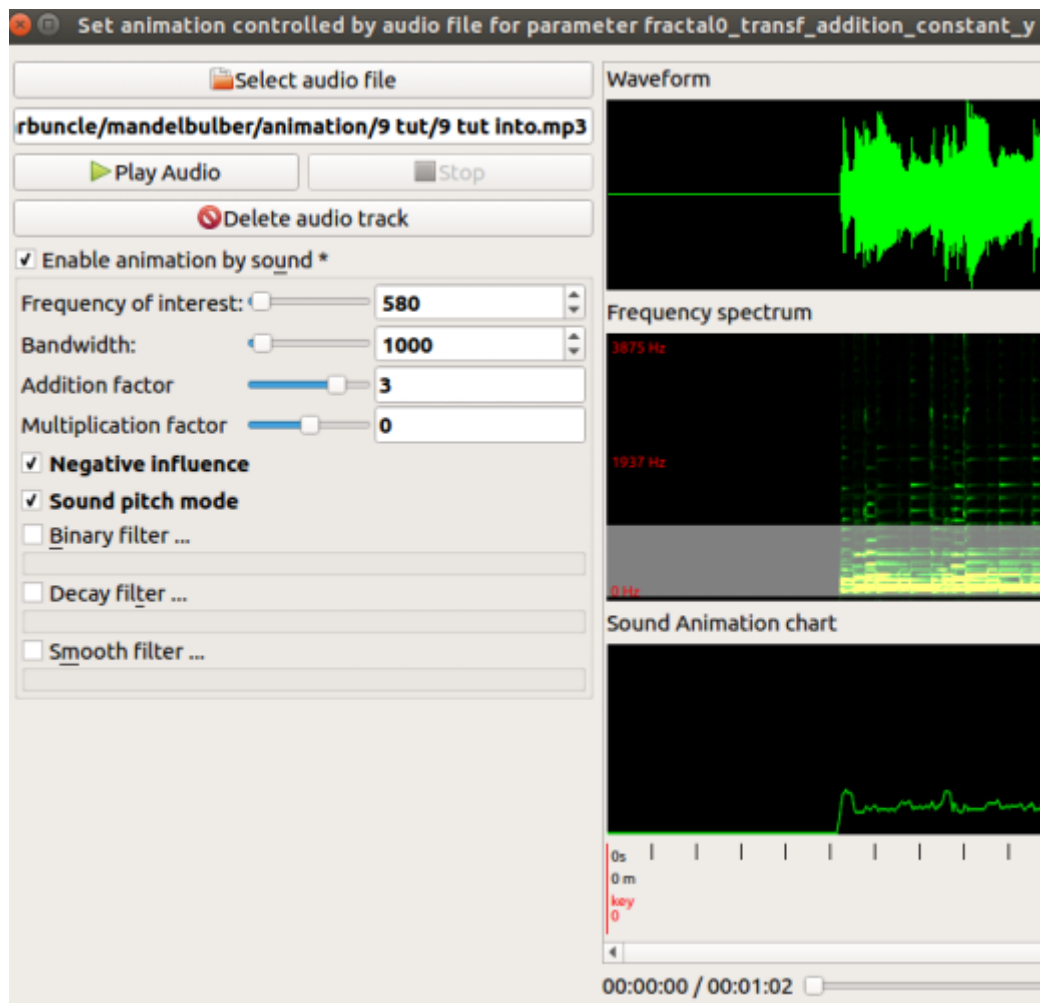 Set animation controlled by audio file for parameter fractal0_transf_addition_constant_y
Select audio file
rbuncle/mandelbulber/animation/9 tut/9 tut into.mp3
Play Audio
Stop
Delete audio track
Enable animation by sound *
Frequency of interest: 580
Bandwidth: 1000
Addition factor 3
Multiplication factor 0
Negative influence
Sound pitch mode
Binary filter ...
Decay filter ...
Smooth filter ...
Waveform
Frequency spectrum
3875 Hz
1937 Hz
0 Hz
Sound Animation chart
0s
0 m
key
0
00:00:00 / 00:01:02